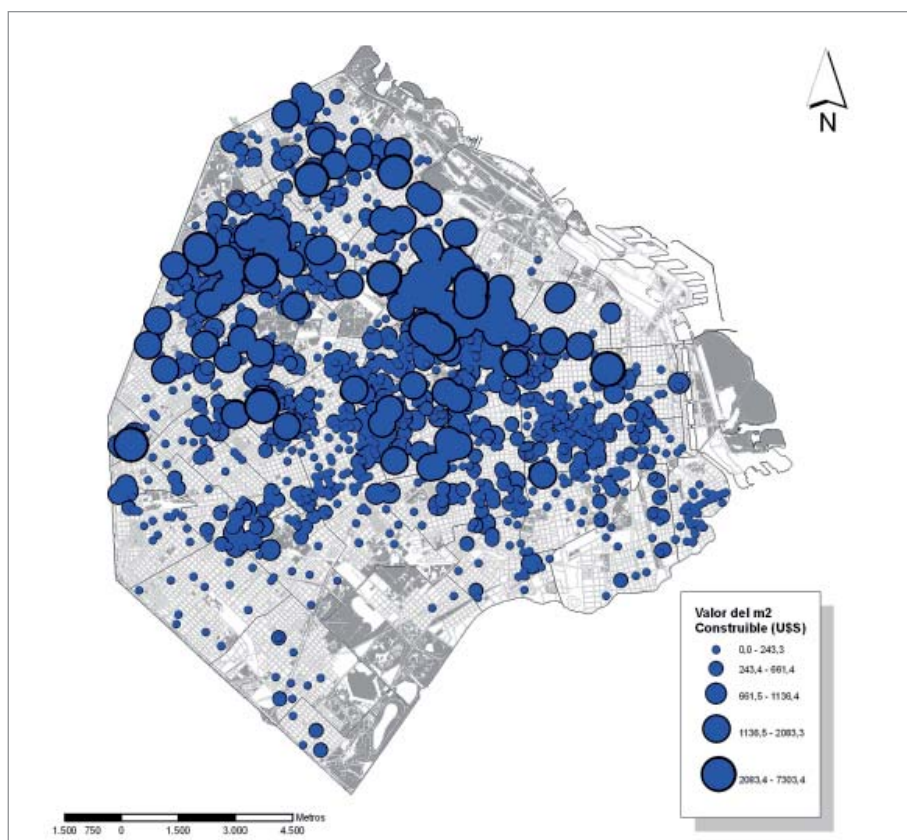 N
Valor del m2
Construible (U$S)
0,0 - 243,3
243,4 - 661,4
661,5 - 1136,4
1136,5 - 2083,3
2083,4 - 7303,4
Metros
1.500 750 0 1.500 3.000 4.500